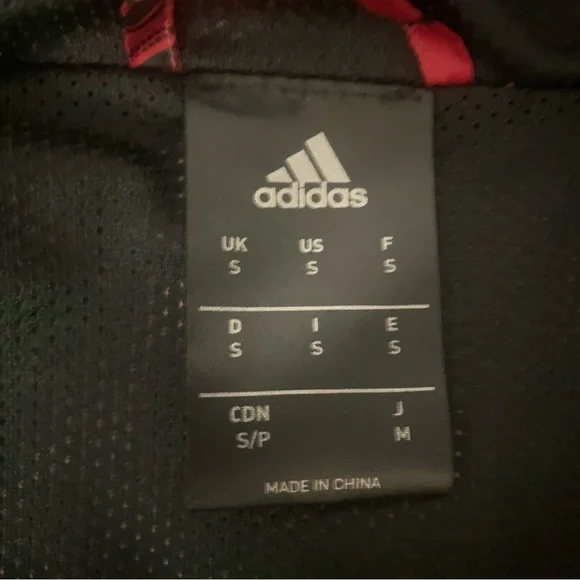 adidas
UK US F
S S S
D I E
S S S
CDN J
S/P M
MADE IN CHINA